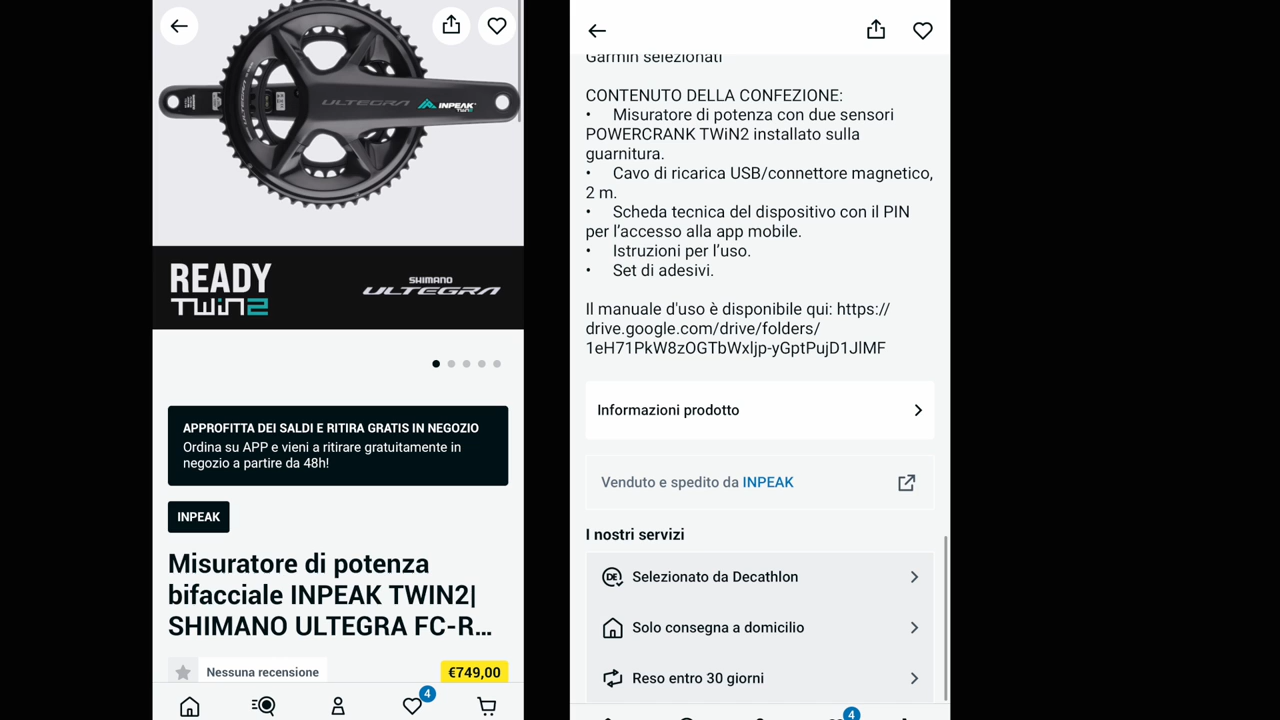 ULTEGRA
INPEAK
TWIN2
READY
TWiN2
SHIMANO
ULTEGRA
APPROFITTA DEI SALDI E RITIRA GRATIS IN NEGOZIO
Ordina su APP e vieni a ritirare gratuitamente in
negozio a partire da 48h!
INPEAK
Misuratore di potenza
bifacciale INPEAK TWIN2|
SHIMANO ULTEGRA FC-R…
Nessuna recensione
€749,00
4
Garmin selezionati
CONTENUTO DELLA CONFEZIONE:
• Misuratore di potenza con due sensori
POWERCRANK TWiN2 installato sulla
guarnitura.
• Cavo di ricarica USB/connettore magnetico,
2 m.
• Scheda tecnica del dispositivo con il PIN
per l’accesso alla app mobile.
• Istruzioni per l’uso.
• Set di adesivi.
Il manuale d'uso è disponibile qui: https://
drive.google.com/drive/folders/
1eH71PkW8zOGTbWxljp-yGptPujD1JlMF
Informazioni prodotto
Venduto e spedito da INPEAK
I nostri servizi
Selezionato da Decathlon
Solo consegna a domicilio
Reso entro 30 giorni
4